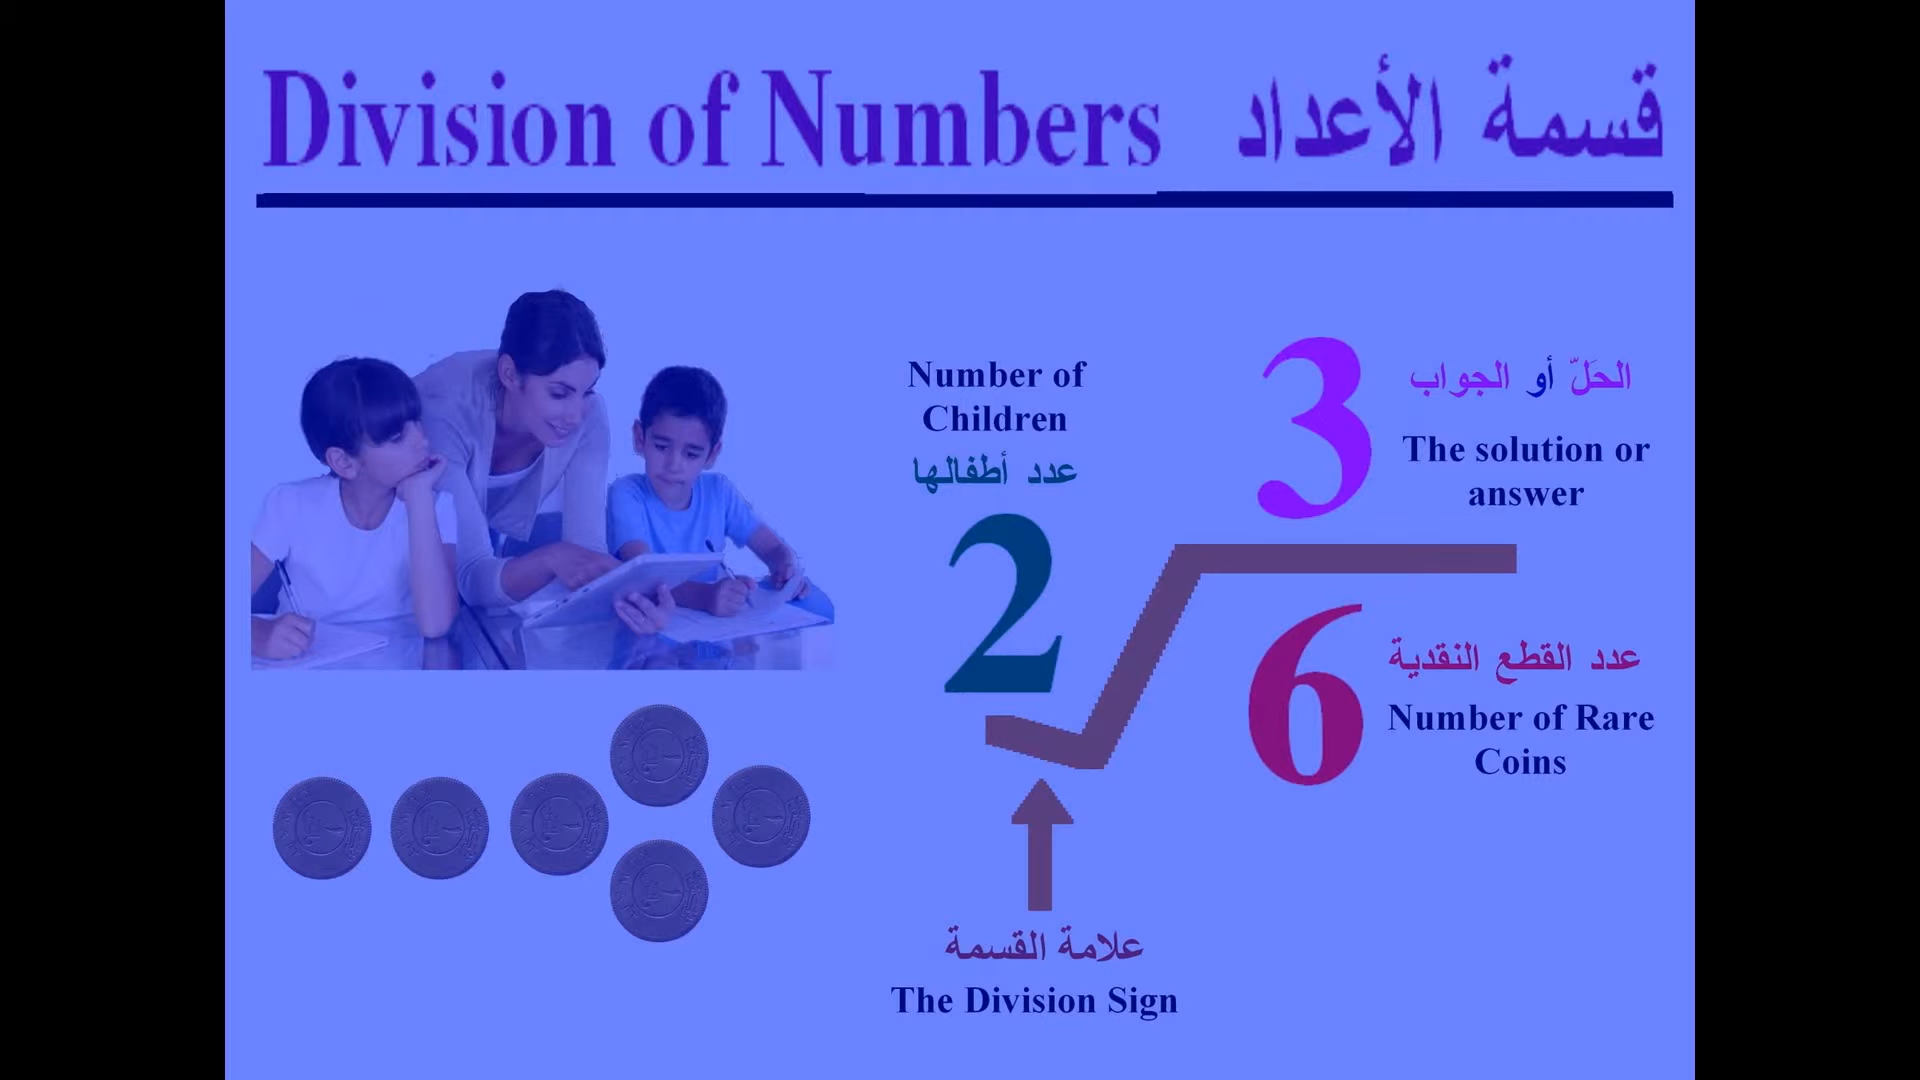 Division of Numbers قسمة الأعداد
Number of
Children
عدد أطفالها
2
3
الحَلّ أو الجواب
The solution or
answer
6
عدد القطع النقدية
Number of Rare
Coins
علامة القسمة
The Division Sign